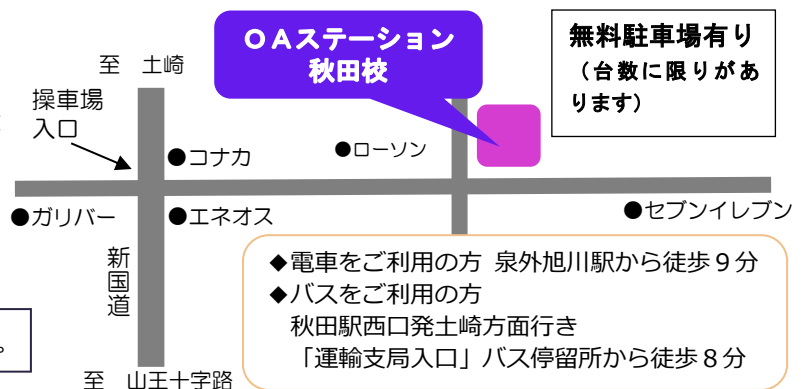 OAステーション
秋田校
無料駐車場有り
（台数に限りがあ
ります）
至 土崎
操車場
入口
●コナカ
●ローソン
●ガリバー
●エネオス
●セブンイレブン
新国道
◆電車をご利用の方 泉外旭川駅から徒歩９分
◆バスをご利用の方
秋田駅西口発土崎方面行き
「運輸支局入口」バス停留所から徒歩８分
。
至 山王十字路